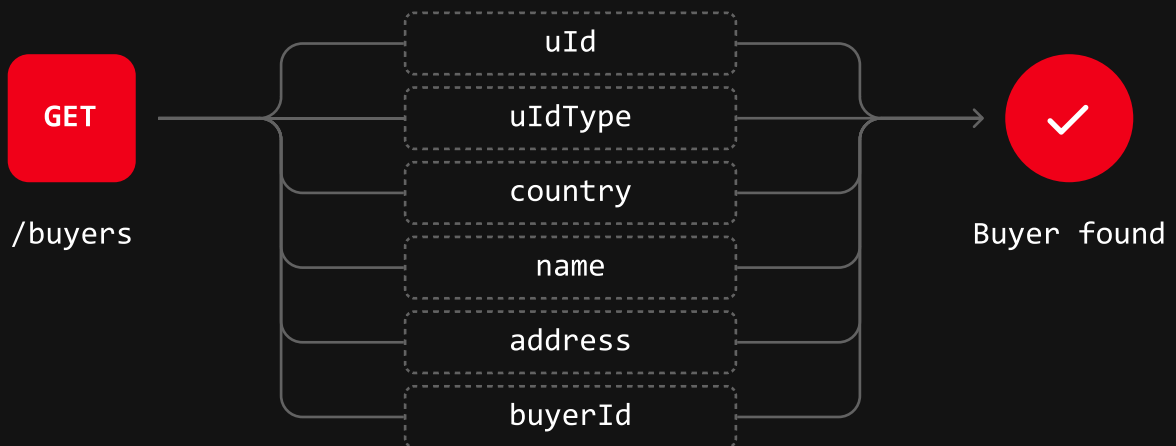 GET
/buyers
uId
uIdType
country
name
address
buyerId
Buyer found